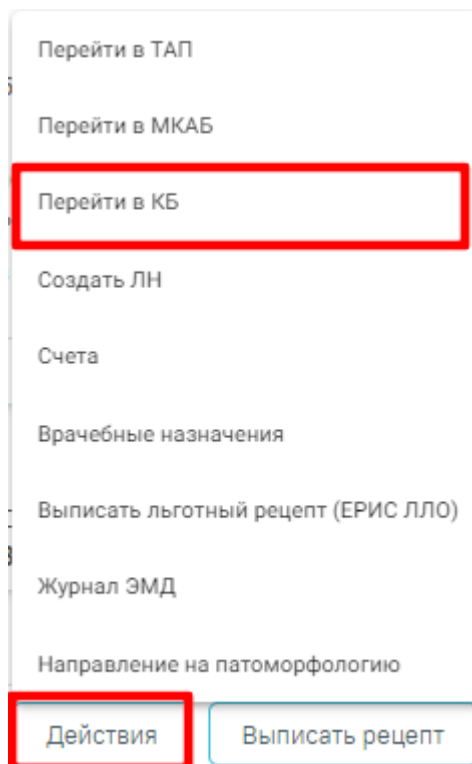 Перейти в ТАП
Перейти в МКАБ
Перейти в КБ
Создать ЛН
Счета
Врачебные назначения
Выписать льготный рецепт (ЕРИС ЛЛО)
Журнал ЭМД
Направление на патоморфологию
Действия Выписать рецепт